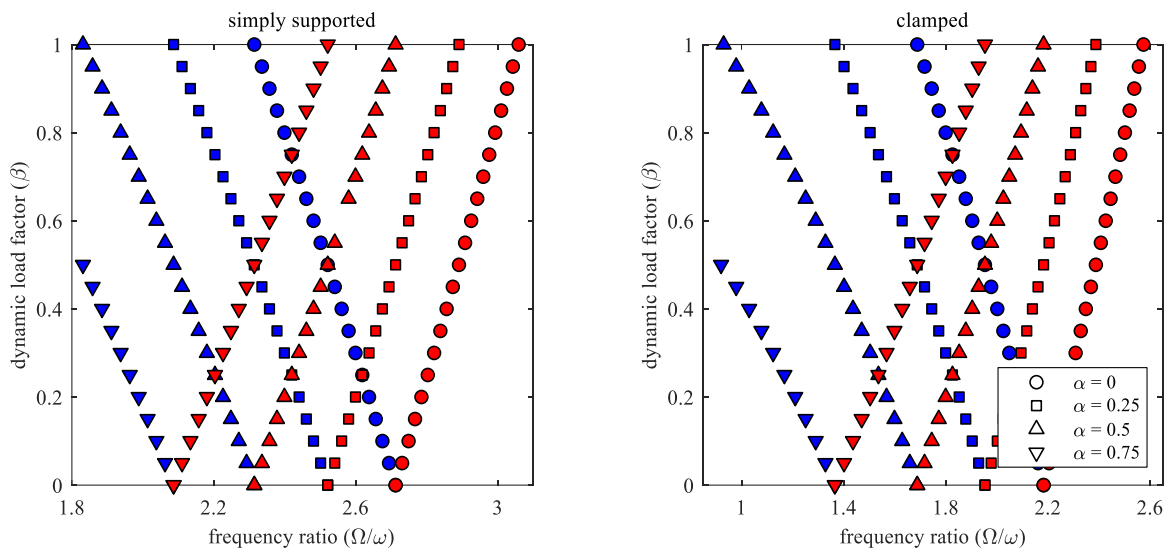 simply supported
dynamic load factor (β)
1
0.8
0.6
0.4
0.2
0
1.8 2.2 2.6 3
frequency ratio (Ω/ω)
clamped
dynamic load factor (β)
1
0.8
0.6
0.4
0.2
0
1 1.4 1.8 2.2 2.6
frequency ratio (Ω/ω)
α = 0
α = 0.25
α = 0.5
α = 0.75